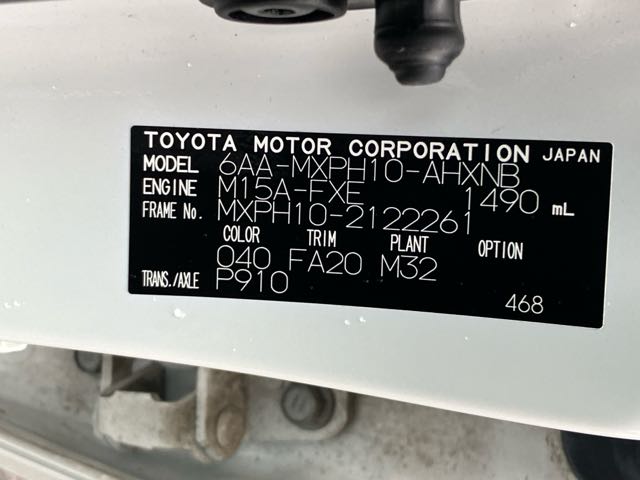 TOYOTA MOTOR CORPORATION JAPAN
MODEL 6AA-MXPH10-AHXNB
ENGINE M15A-FXE 1490 mL
FRAME No. MXPH10-2122261
COLOR TRIM PLANT OPTION
040 FA20 M32
TRANS./AXLE P910
468